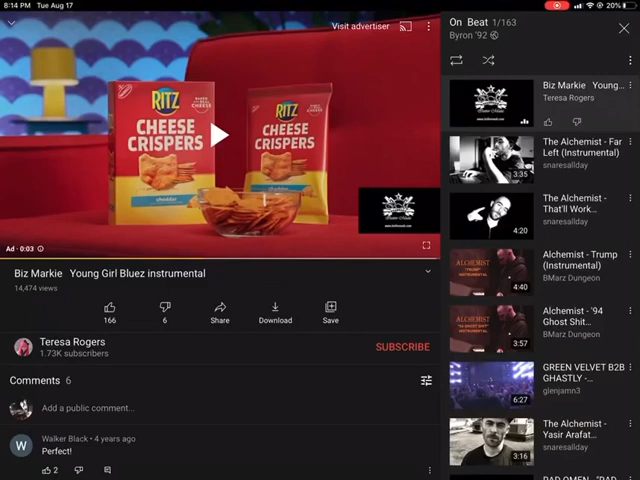 8:14 PM Tue Aug 17
20%
Visit advertiser
RITZ
CHEESE
CRISPERS
cheddar
RITZ
CHEESE
CRISPERS
cheddar
Ad · 0:03
Biz Markie Young Girl Bluez instrumental
14,474 views
166
6
Share
Download
Save
Teresa Rogers
1.73K subscribers
SUBSCRIBE
Comments 6
Add a public comment...
W
Walker Black • 4 years ago
Perfect!
2
On Beat 1/163
Byron '92
Biz Markie Young...
Teresa Rogers
3:35
The Alchemist - Far
Left (Instrumental)
snaresallday
4:20
The Alchemist -
That'll Work...
snaresallday
ALCHEMIST
4:40
Alchemist - Trump
(Instrumental)
BMarz Dungeon
ALCHEMIST
3:57
Alchemist - '94
Ghost Shit...
BMarz Dungeon
6:27
GREEN VELVET B2B
GHASTLY -...
glenjamn3
3:16
The Alchemist -
Yasir Arafat...
snaresallday